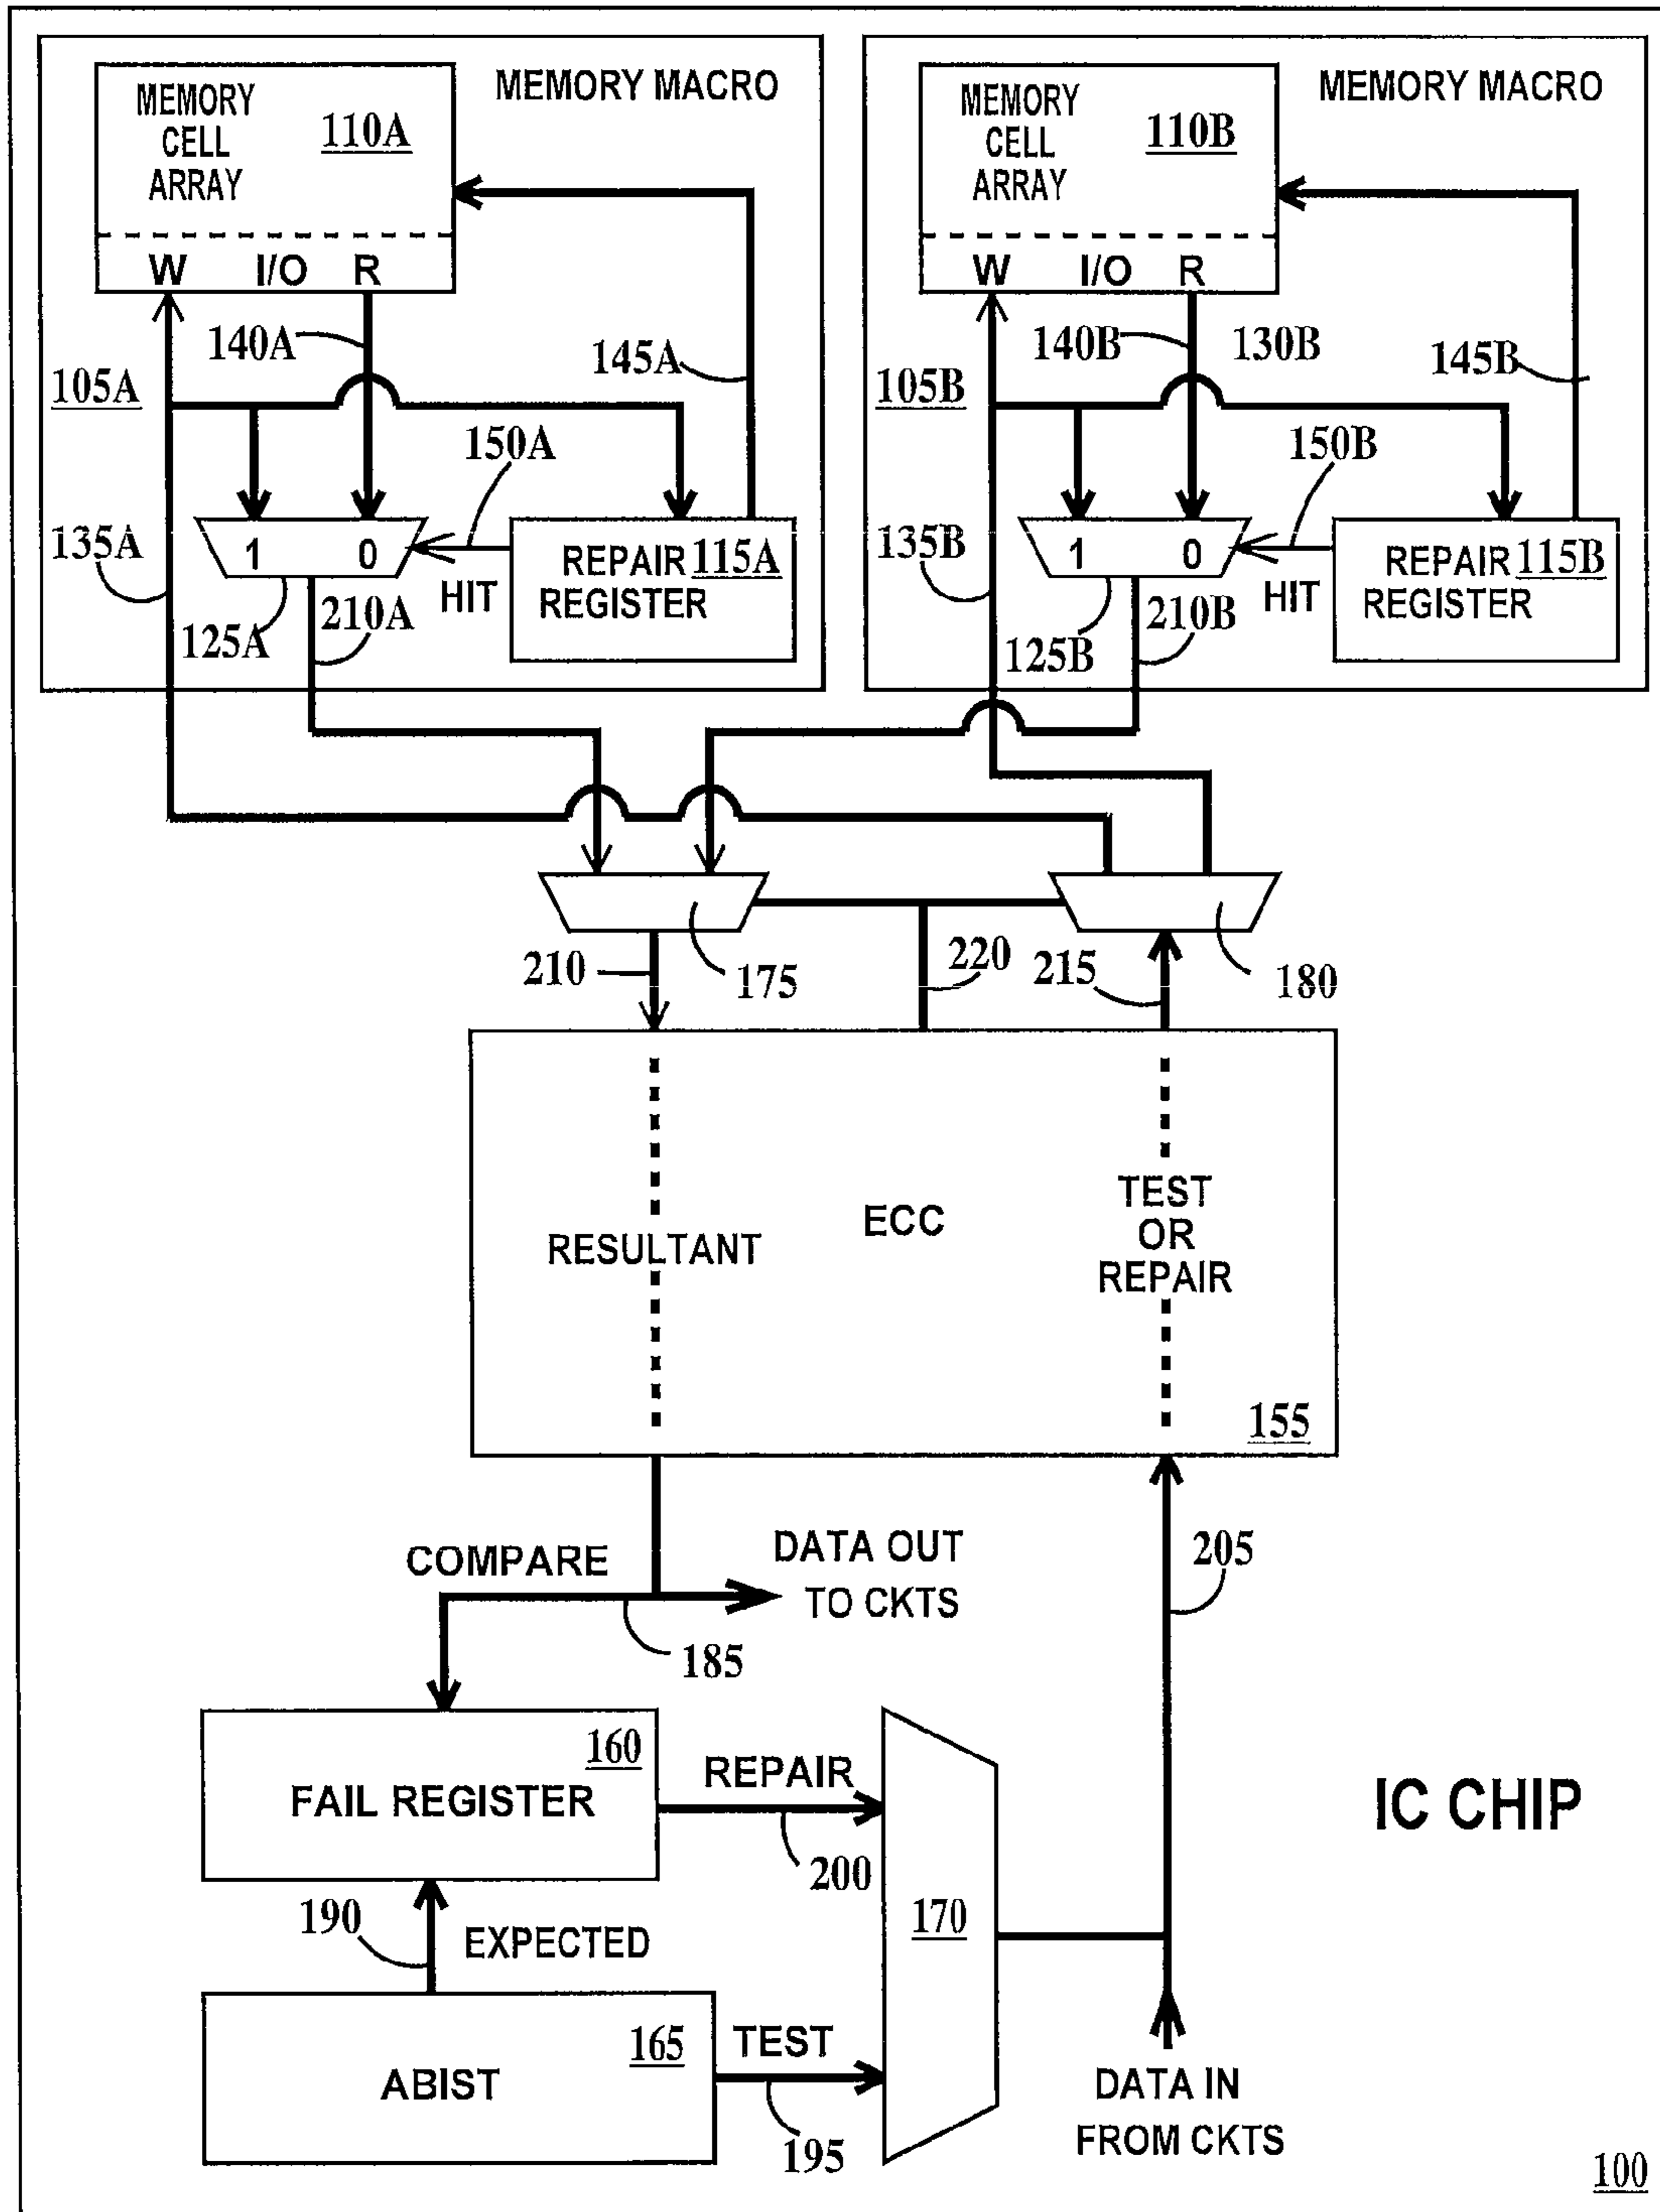 MEMORY MACRO
MEMORY
CELL
ARRAY
110A
W I/O R
140A
145A
105A
150A
135A
1 0
HIT
REPAIR 115A
REGISTER
125A
210A
MEMORY MACRO
MEMORY
CELL
ARRAY
110B
W I/O R
140B
130B
145B
105B
150B
135B
1 0
HIT
REPAIR 115B
REGISTER
125B
210B
210
175
220
215
180
RESULTANT
ECC
TEST
OR
REPAIR
155
COMPARE
DATA OUT
TO CKTS
185
205
160
FAIL REGISTER
REPAIR
200
170
IC CHIP
190
EXPECTED
165
ABIST
TEST
195
DATA IN
FROM CKTS
100